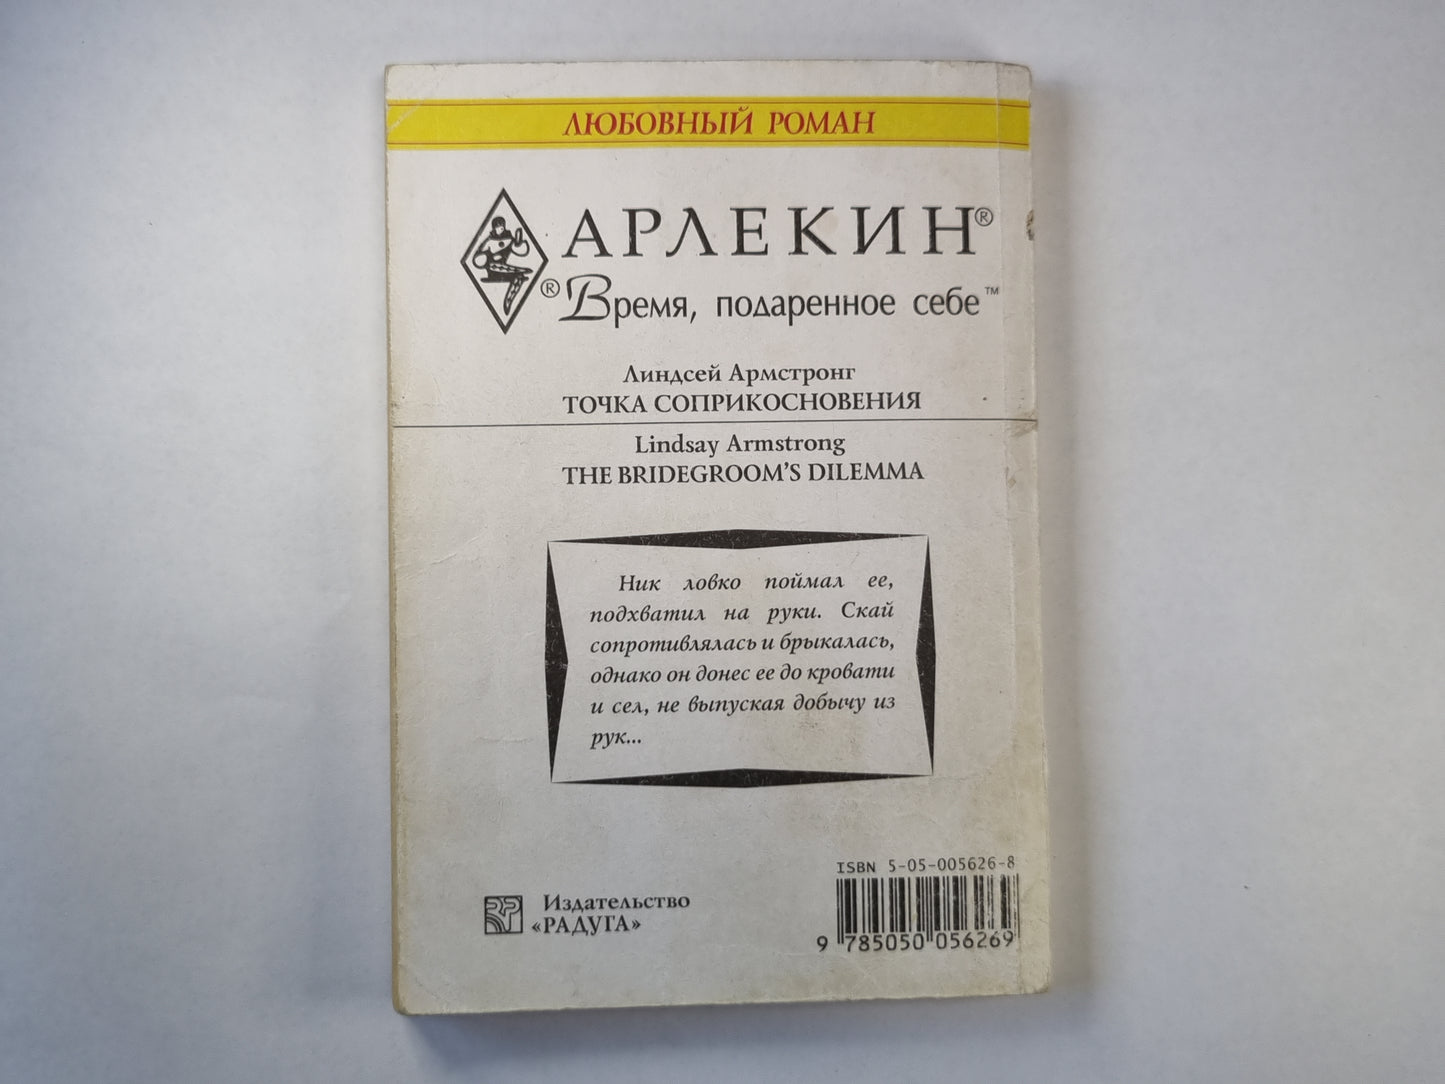 ЛЮБОВНЫЙ РОМАН
АРЛЕКИН®
® Время, подаренное себе™
Линдсей Армстронг
ТОЧКА СОПРИКОСНОВЕНИЯ
Lindsay Armstrong
THE BRIDEGROOM'S DILEMMA
Ник ловко поймал ее,
подхватил на руки. Скай
сопротивлялась и брыкалась,
однако он донес ее до кровати
и сел, не выпуская добычу из
рук...
ISBN 5-05-005626-8
Издательство
«РАДУГА»
9 785050 056269